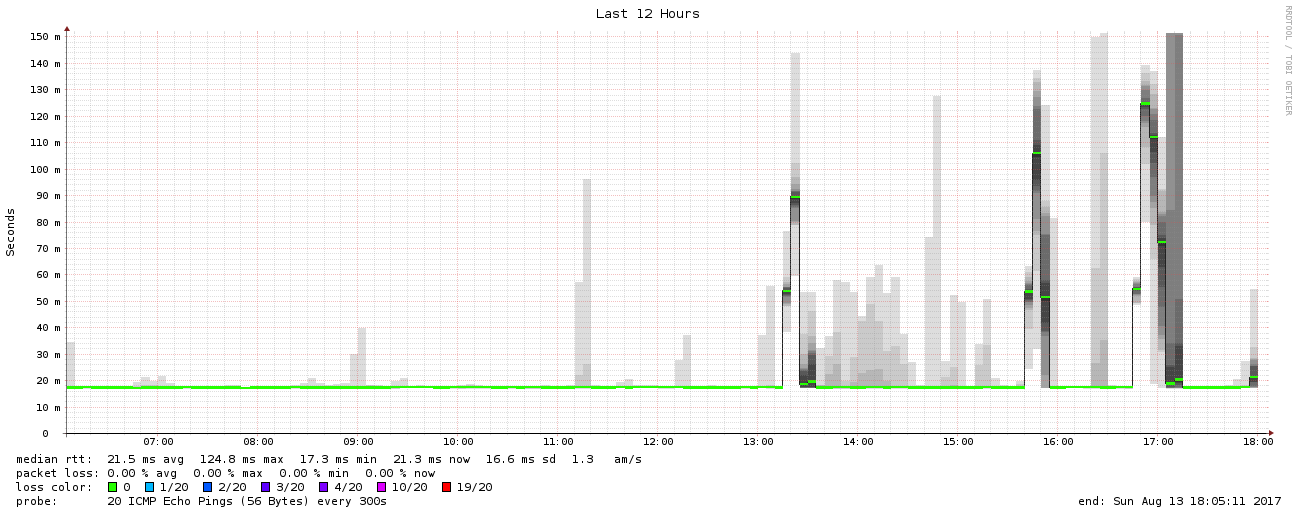 Last 12 Hours
RRDTOOL / TOBI OETIKER
Seconds
150 m
140 m
130 m
120 m
110 m
100 m
90 m
80 m
70 m
60 m
50 m
40 m
30 m
20 m
10 m
0
07:00 08:00 09:00 10:00 11:00 12:00 13:00 14:00 15:00 16:00 17:00 18:00
median rtt: 21.5 ms avg 124.8 ms max 17.3 ms min 21.3 ms now 16.6 ms sd 1.3 am/s
packet loss: 0.00 % avg 0.00 % max 0.00 % min 0.00 % now
loss color: 0 1/20 2/20 3/20 4/20 10/20 19/20
probe: 20 ICMP Echo Pings (56 Bytes) every 300s end: Sun Aug 13 18:05:11 2017